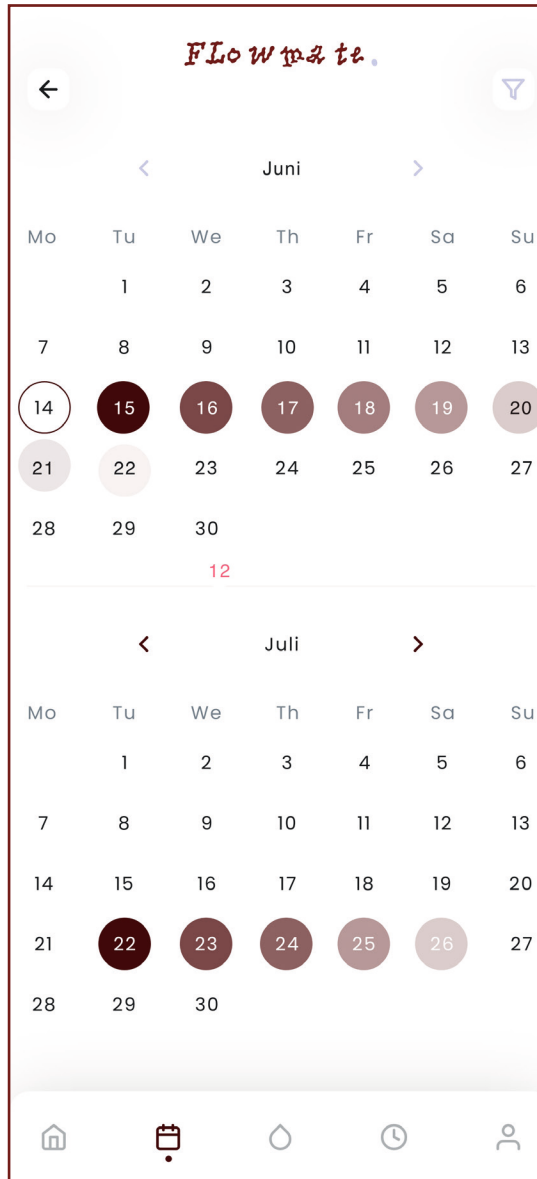 FLowmate.
Juni
Mo Tu We Th Fr Sa Su
1 2 3 4 5 6
7 8 9 10 11 12 13
14 15 16 17 18 19 20
21 22 23 24 25 26 27
28 29 30
12
Juli
Mo Tu We Th Fr Sa Su
1 2 3 4 5 6
7 8 9 10 11 12 13
14 15 16 17 18 19 20
21 22 23 24 25 26 27
28 29 30